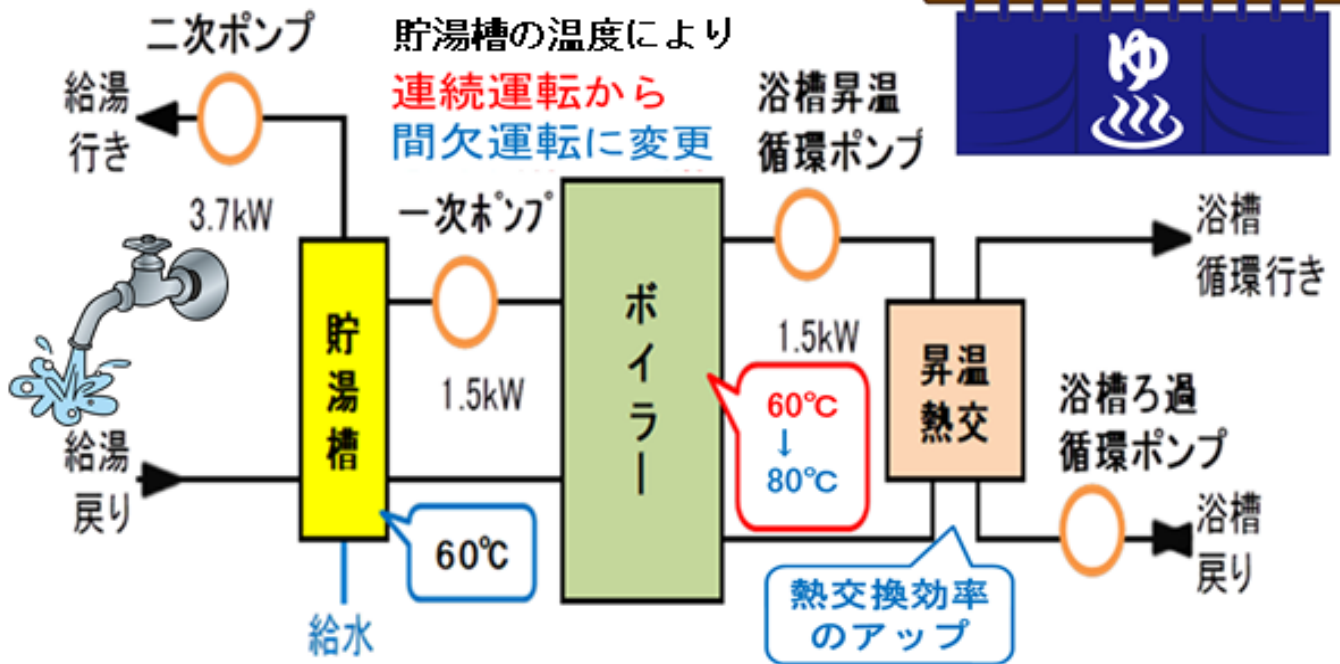 二次ポンプ
給湯
行き
3.7kW
貯湯槽の温度により
連続運転から
間欠運転に変更
一次ポンプ
1.5kW
浴槽昇温
循環ポンプ
1.5kW
ゆ
浴槽
循環行き
貯湯槽
ボイラー
60℃
↓
80℃
昇温
熱交
浴槽ろ過
循環ポンプ
浴槽
戻り
給湯
戻り
60℃
給水
熱交換効率
のアップ